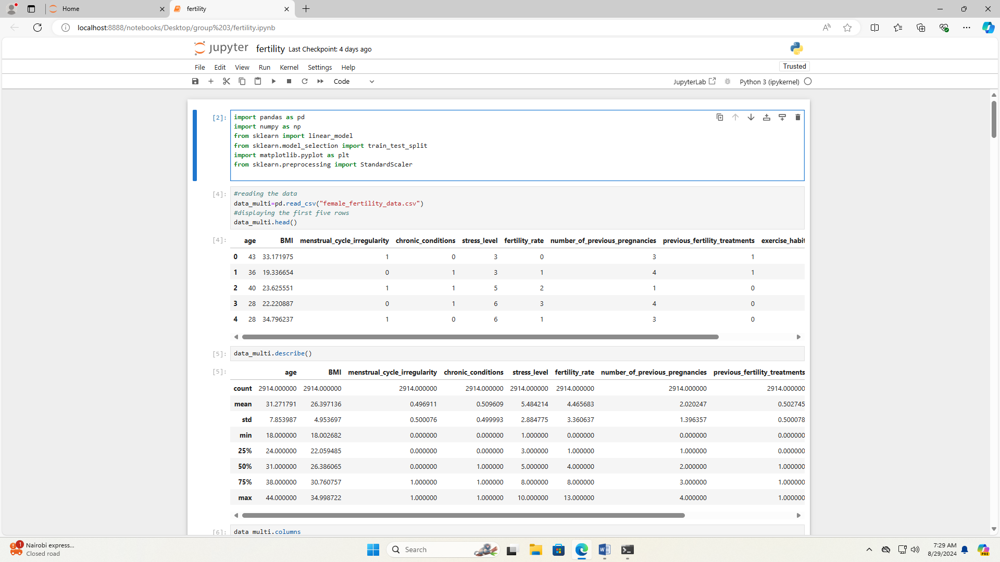 Home
fertility
localhost:8888/notebooks/Desktop/group%203/fertility.ipynb
jupyter fertility Last Checkpoint: 4 days ago
File Edit View Run Kernel Settings Help
Trusted
Code
JupyterLab
Python 3 (ipykernel)
[2]:
import pandas as pd
import numpy as np
from sklearn import linear_model
from sklearn.model_selection import train_test_split
import matplotlib.pyplot as plt
from sklearn.preprocessing import StandardScaler
[4]:
#reading the data
data_multi=pd.read_csv("female_fertility_data.csv")
#displaying the first five rows
data_multi.head()
[4]:
age BMI menstrual_cycle_irregularity chronic_conditions stress_level fertility_rate number_of_previous_pregnancies previous_fertility_treatments exercise_habit
0 43 33.171975 1 0 3 0 3 1
1 36 19.336654 0 1 3 1 4 1
2 40 23.625551 1 1 5 2 1 0
3 28 22.220887 0 1 6 3 4 0
4 28 34.796237 1 0 6 1 3 0
[5]:
data_multi.describe()
[5]:
age BMI menstrual_cycle_irregularity chronic_conditions stress_level fertility_rate number_of_previous_pregnancies previous_fertility_treatments
count 2914.000000 2914.000000 2914.000000 2914.000000 2914.000000 2914.000000 2914.000000 2914.000000
mean 31.271791 26.397136 0.496911 0.509609 5.484214 4.465683 2.020247 0.502745
std 7.853987 4.953697 0.500076 0.499993 2.884775 3.360637 1.396357 0.500078
min 18.000000 18.002682 0.000000 0.000000 1.000000 0.000000 0.000000 0.000000
25% 24.000000 22.059485 0.000000 0.000000 3.000000 1.000000 1.000000 0.000000
50% 31.000000 26.386065 0.000000 1.000000 5.000000 4.000000 2.000000 1.000000
75% 38.000000 30.760757 1.000000 1.000000 8.000000 8.000000 3.000000 1.000000
max 44.000000 34.998722 1.000000 1.000000 10.000000 13.000000 4.000000 1.000000
[6]:
data_multi.columns
1
Nairobi express...
Closed road
Search
7:29 AM
8/29/2024
PRE